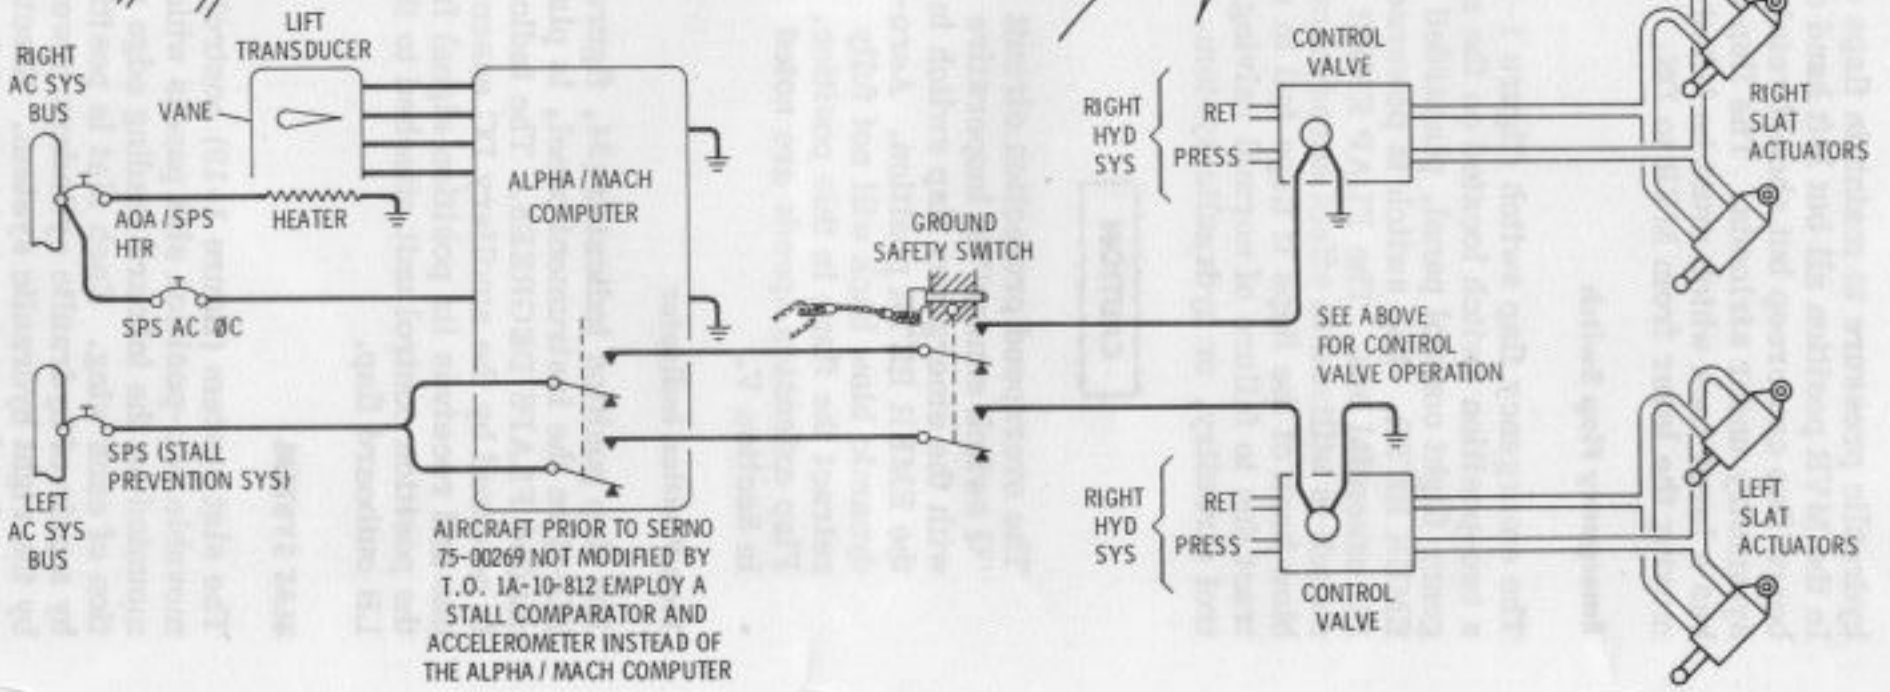 RIGHT
AC SYS
BUS
LIFT
TRANSDUCER
VANE
AOA / SPS
HTR
HEATER
SPS AC ØC
ALPHA / MACH
COMPUTER
SPS (STALL
PREVENTION SYS)
LEFT
AC SYS
BUS
AIRCRAFT PRIOR TO SERNO
75-00269 NOT MODIFIED BY
T.O. 1A-10-812 EMPLOY A
STALL COMPARATOR AND
ACCELEROMETER INSTEAD OF
THE ALPHA / MACH COMPUTER
GROUND
SAFETY SWITCH
CONTROL
VALVE
RIGHT
HYD
SYS
RET
PRESS
RIGHT
SLAT
ACTUATORS
SEE ABOVE
FOR CONTROL
VALVE OPERATION
RIGHT
HYD
SYS
RET
PRESS
CONTROL
VALVE
LEFT
SLAT
ACTUATORS